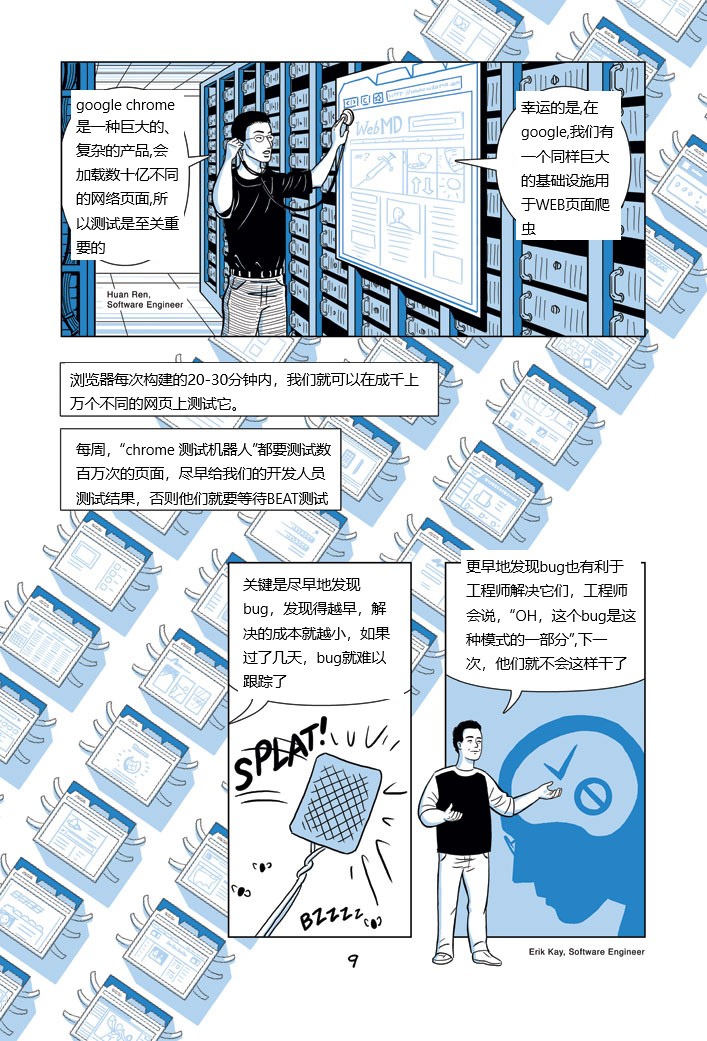 google chrome
是一种巨大的、
复杂的产品,会
加载数十亿不同
的网络页面,所
以测试是至关重
要的
WebMD
幸运的是,在
google,我们有
一个同样巨大
的基础设施用
于WEB页面爬
虫
Huan Ren,
Software Engineer
浏览器每次构建的20-30分钟内，我们就可以在成千上
万个不同的网页上测试它。
每周，“chrome 测试机器人”都要测试数
百万次的页面，尽早给我们的开发人员
测试结果，否则他们就要等待BEAT测试
关键是尽早地发现
bug，发现得越早，解
决的成本就越小，如果
过了几天，bug就难以
跟踪了
SPLAT!
BZZZZ
更早地发现bug也有利于
工程师解决它们，工程师
会说，“OH，这个bug是这
种模式的一部分”,下一
次，他们就不会这样干了
Erik Kay, Software Engineer
9